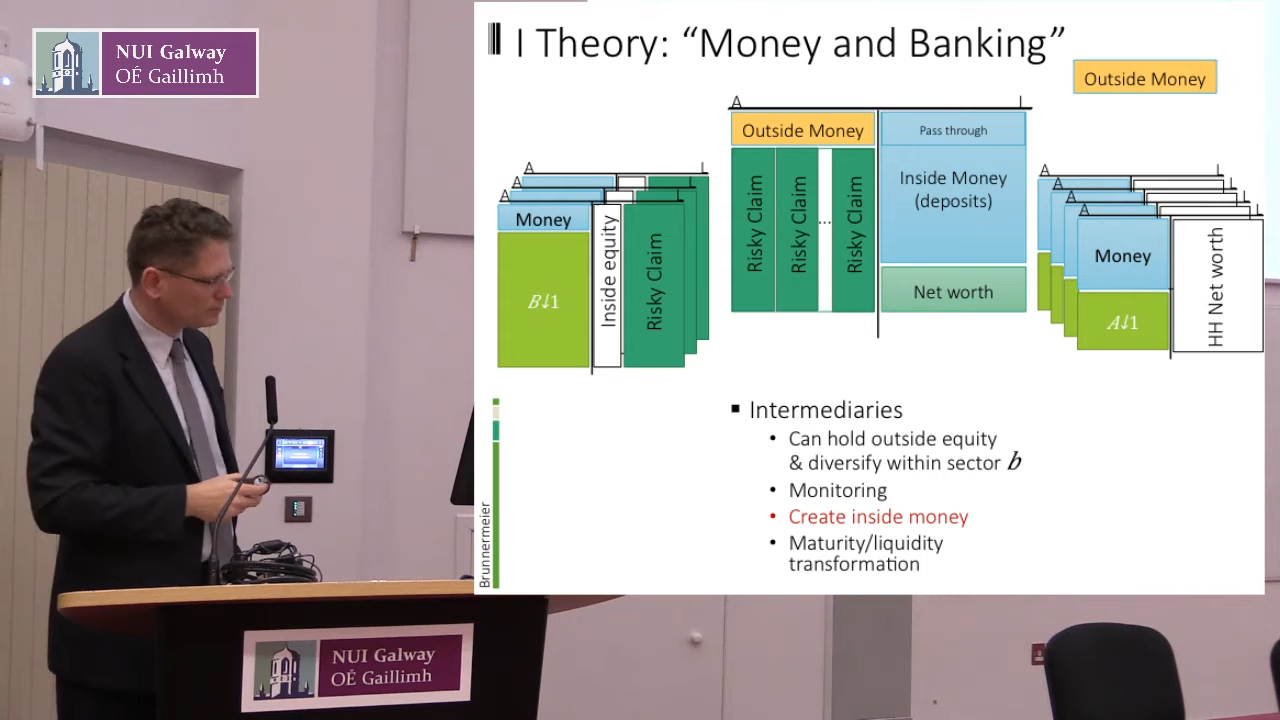 NUI Galway
OÉ Gaillimh
I Theory: “Money and Banking”
Outside Money
A
L
Outside Money
Pass through
Risky Claim
Risky Claim
...
Risky Claim
Inside Money
(deposits)
Net worth
A
L
A
A
Money
B↓1
Inside equity
Risky Claim
A
L
A
L
A
L
A
L
Money
A↓1
HH Net worth
▪ Intermediaries
• Can hold outside equity
& diversify within sector b
• Monitoring
• Create inside money
• Maturity/liquidity
transformation
Brunnermeier
NUI Galway
OÉ Gaillimh